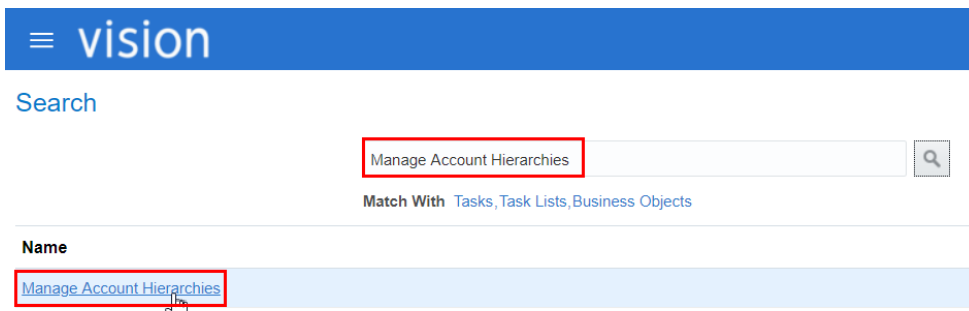 vision
Search
Manage Account Hierarchies
Match With Tasks,Task Lists,Business Objects
Name
Manage Account Hierarchies